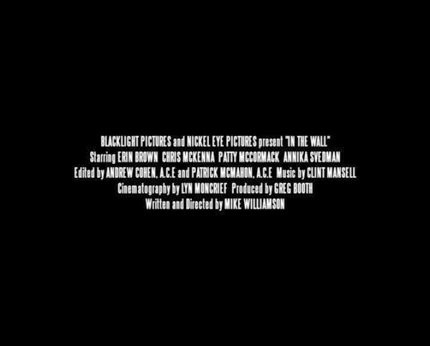 BLACKLIGHT PICTURES and NICKEL EYE PICTURES present "IN THE WALL"
Starring ERIN BROWN CHRIS MCKENNA PATTY MCCORMACK ANNIKA SVEDMAN
Edited by ANDREW COHEN, A.C.E and PATRICK MCMAHON, A.C.E Music by CLINT MANSELL
Cinematography by LYN MONCRIEF Produced by GREG BOOTH
Written and Directed by MIKE WILLIAMSON